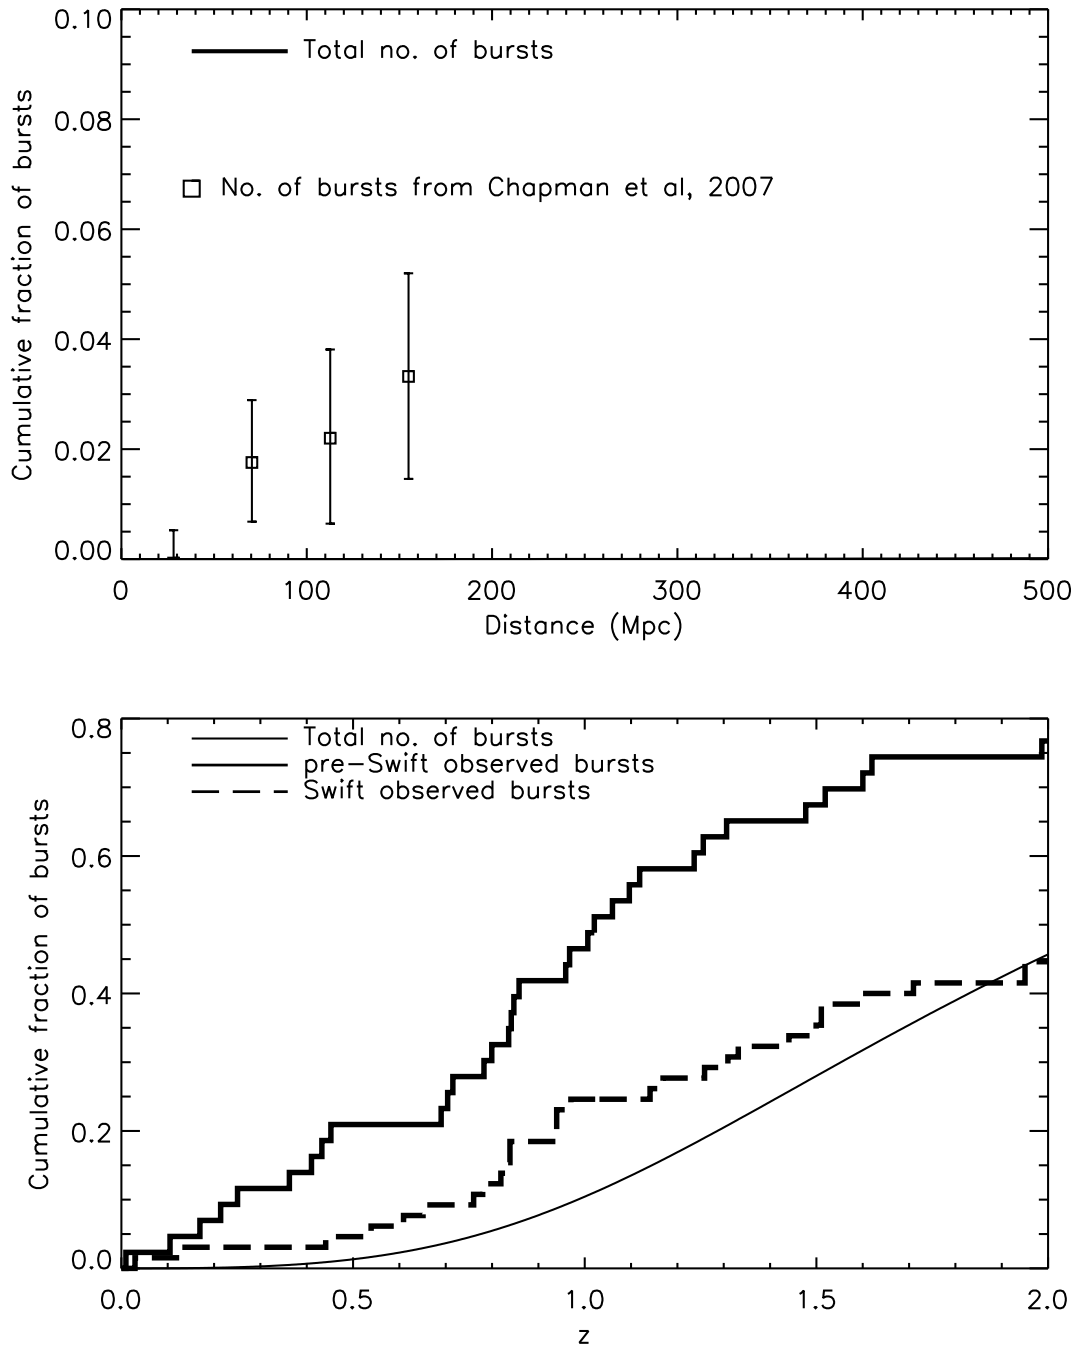 0.10
Total no. of bursts
0.08
No. of bursts from Chapman et al, 2007
0.06
0.04
0.02
0.00
Cumulative fraction of bursts
0 100 200 300 400 500
Distance (Mpc)
0.8
Total no. of bursts
pre-Swift observed bursts
Swift observed bursts
0.6
0.4
0.2
0.0
Cumulative fraction of bursts
0.0 0.5 1.0 1.5 2.0
z